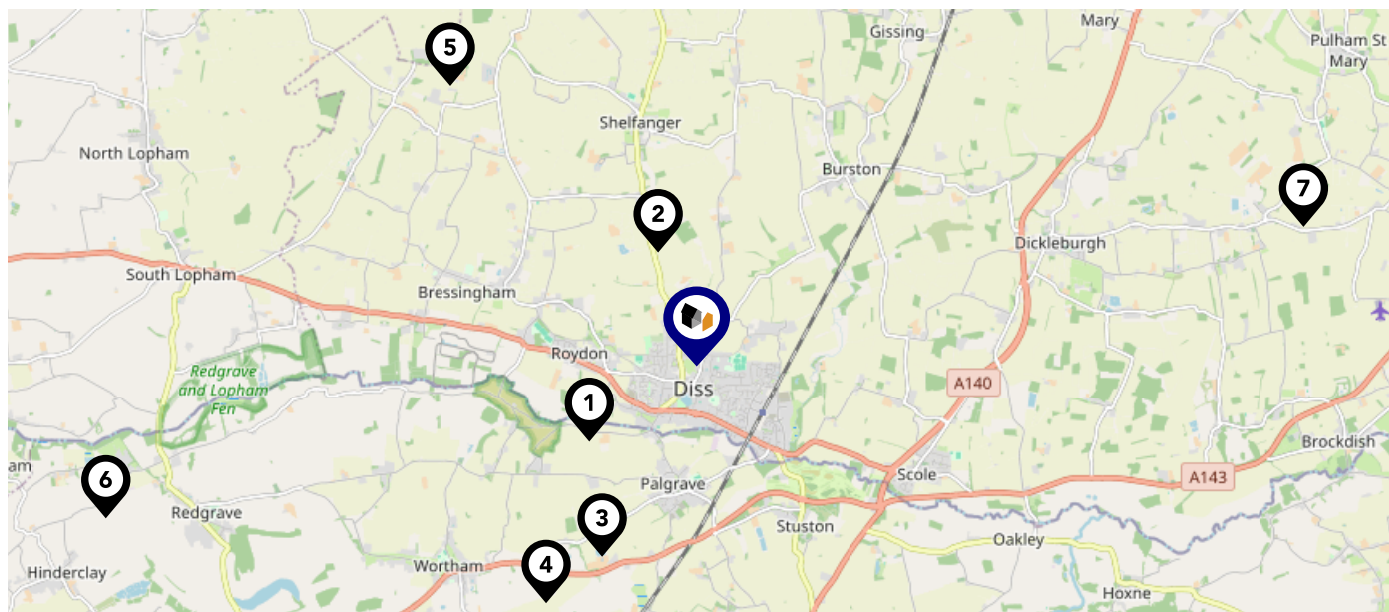 Gissing
Mary
Pulham St
Mary
5
Shelfanger
North Lopham
Burston
7
2
Dickleburgh
South Lopham
Bressingham
Roydon
Redgrave
and Lopham
Fen
Diss
A140
1
Brockdish
am
6
Palgrave
Scole
A143
Redgrave
3
Stuston
Oakley
4
Wortham
Hinderclay
Hoxne